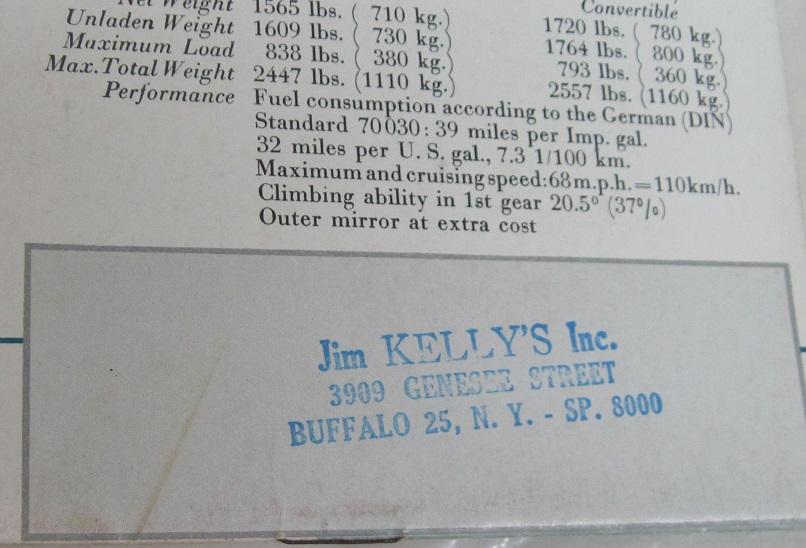 Net Weight 1565 lbs. ( 710 kg.)
Convertible
1720 lbs. ( 780 kg.)
Unladen Weight 1609 lbs. ( 730 kg.) 1764 lbs. ( 800 kg.)
Maximum Load 838 lbs. ( 380 kg.) 793 lbs. ( 360 kg.)
Max. Total Weight 2447 lbs. (1110 kg.) 2557 lbs. (1160 kg.)
Performance Fuel consumption according to the German (DIN)
Standard 70030: 39 miles per Imp. gal.
32 miles per U. S. gal., 7.3 1/100 km.
Maximum and cruising speed: 68 m.p.h. = 110 km/h.
Climbing ability in 1st gear 20.5° (37%)
Outer mirror at extra cost
Jim KELLY'S Inc.
3909 GENESEE STREET
BUFFALO 25, N. Y. - SP. 8000